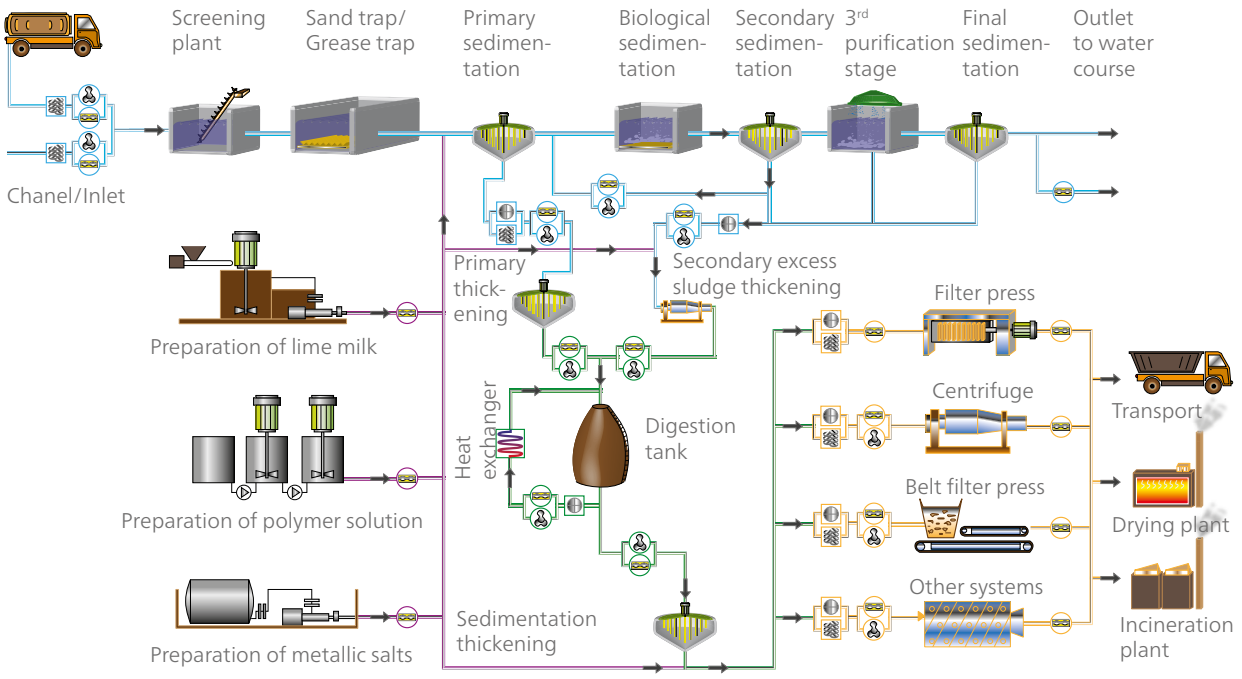 Screening
plant
Sand trap/
Grease trap
Primary
sedimen-
tation
Biological
sedimen-
tation
Secondary
sedimen-
tation
3rd
purification
stage
Final
sedimen-
tation
Outlet
to water
course
Chanel/Inlet
Primary
thick-
ening
Secondary excess
sludge thickening
Filter press
Preparation of lime milk
Transport
Centrifuge
Heat
exchanger
Digestion
tank
Preparation of polymer solution
Belt filter press
Drying plant
Other systems
Sedimentation
thickening
Incineration
plant
Preparation of metallic salts